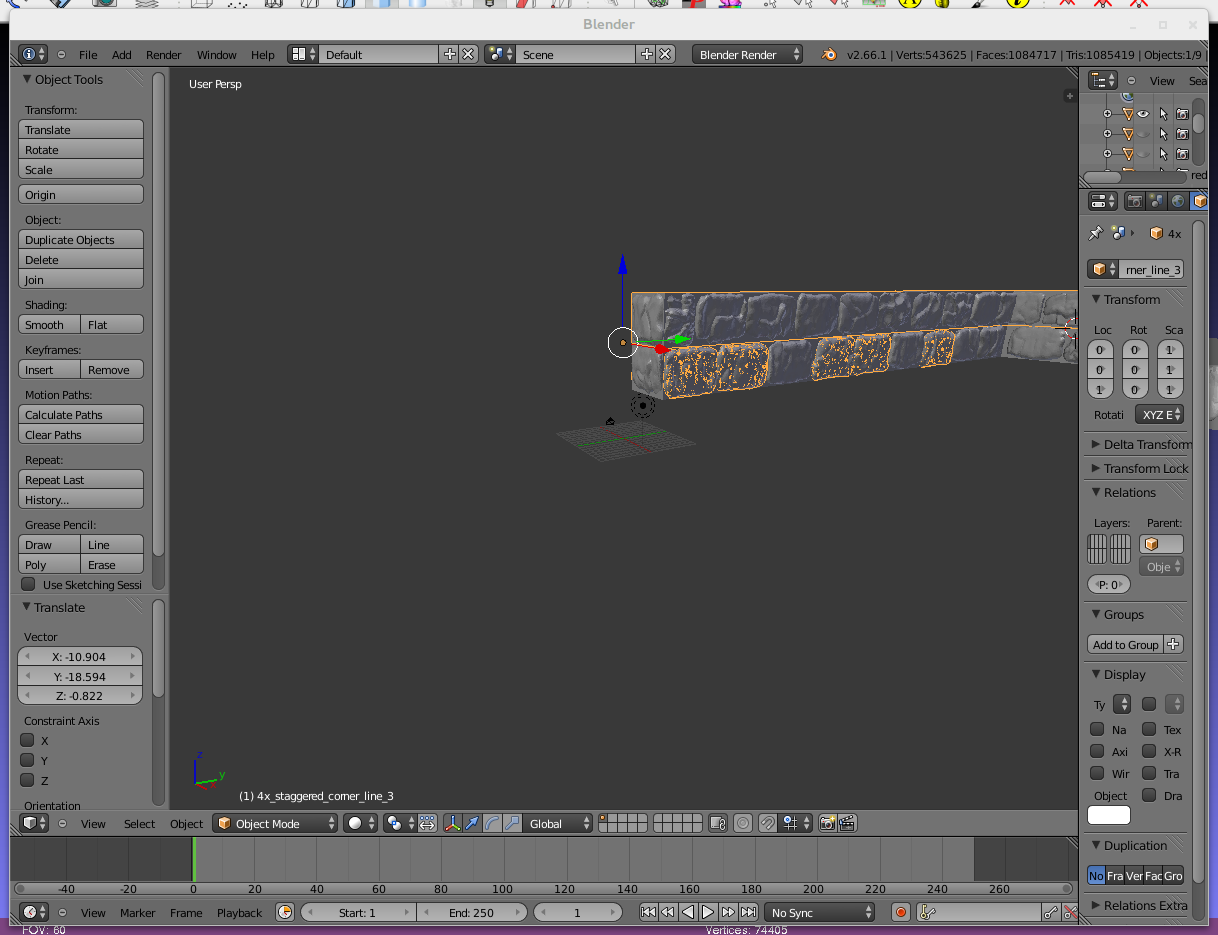 Blender
File Add Render Window Help Default Scene Blender Render v2.66.1 | Verts:543625 | Faces:1084717 | Tris:1085419 | Objects:1/9 |
Object Tools
Transform:
Translate
Rotate
Scale
Origin
Object:
Duplicate Objects
Delete
Join
Shading:
Smooth Flat
Keyframes:
Insert Remove
Motion Paths:
Calculate Paths
Clear Paths
Repeat:
Repeat Last
History...
Grease Pencil:
Draw Line
Poly Erase
Use Sketching Sessi
Translate
Vector
X: -10.904
Y: -18.594
Z: -0.822
Constraint Axis
X
Y
Z
Orientation
User Persp
z
y
(1) 4x_staggered_corner_line_3
View Sea
red
4x
rner_line_3
Transform
Loc Rot Sca
0 0 1
0 0 1
1 0 1
Rotati XYZ E
Delta Transform
Transform Lock
Relations
Layers: Parent:
Obje
P: 0
Groups
Add to Group
Display
Ty
Na Tex
Axi X-R
Wir Tra
Object Dra
Duplication
No Fra Ver Fac Gro
Relations Extra
View Select Object Object Mode Global
-40 -20 0 20 40 60 80 100 120 140 160 180 200 220 240 260
View Marker Frame Playback Start: 1 End: 250 1 No Sync
FOV: 60 Vertices: 74405